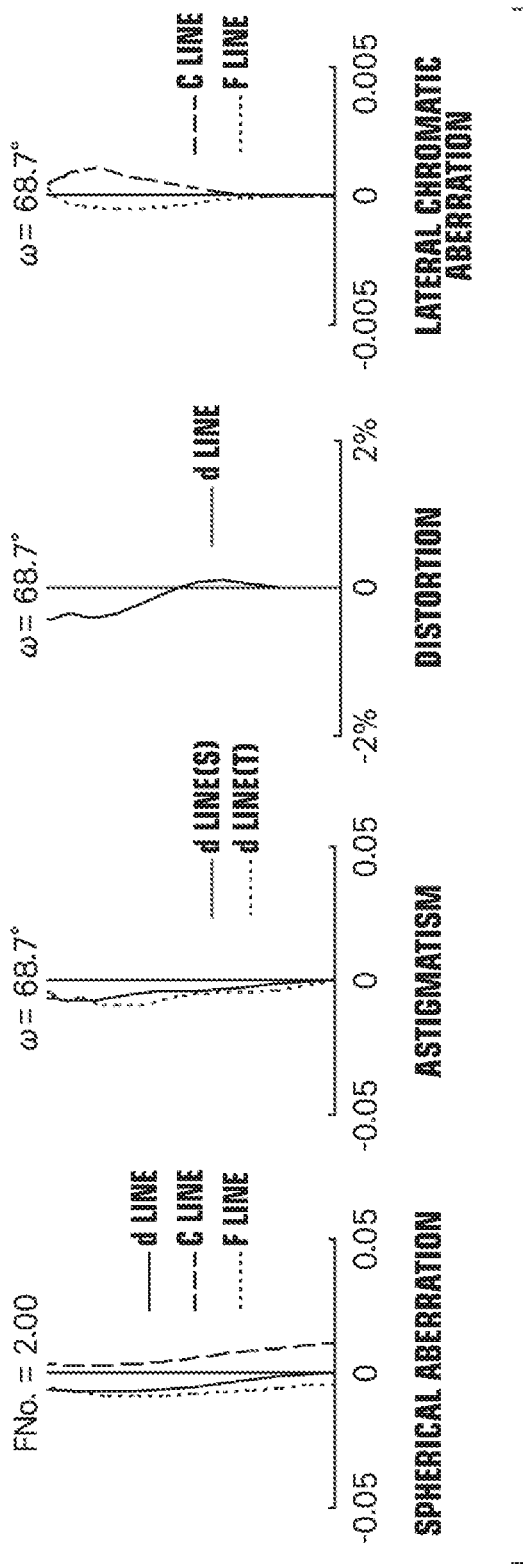 FNo. = 2.00
d LINE
C LINE
F LINE
-0.05
0
0.05
SPHERICAL ABERRATION
ω= 68.7°
d LINE(S)
d LINE(T)
-0.05
0
0.05
ASTIGMATISM
ω= 68.7°
d LINE
-2%
0
2%
DISTORTION
ω= 68.7°
C LINE
F LINE
-0.005
0
0.005
LATERAL CHROMATIC
ABERRATION